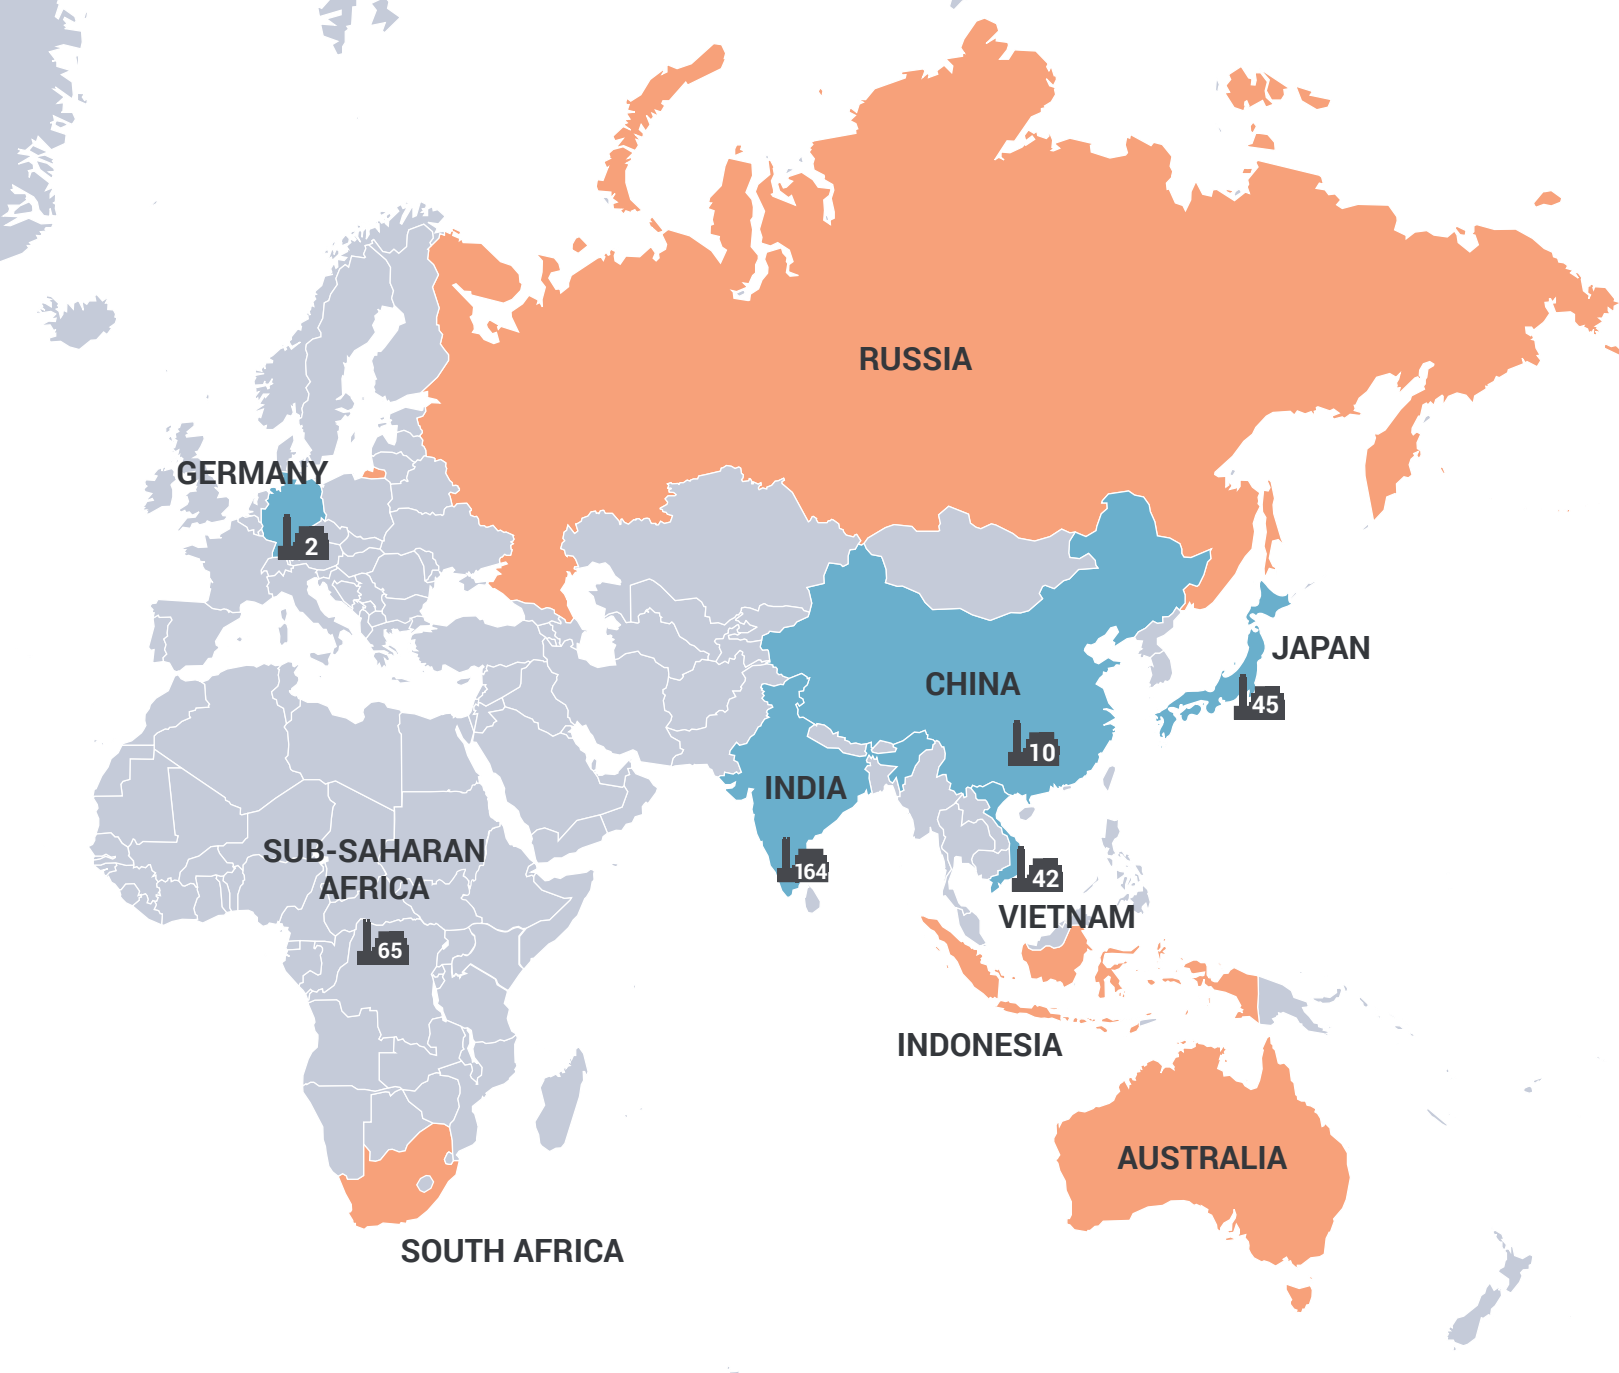 RUSSIA
GERMANY
2
JAPAN
45
CHINA
10
INDIA
164
SUB-SAHARAN
AFRICA
65
42
VIETNAM
INDONESIA
AUSTRALIA
SOUTH AFRICA